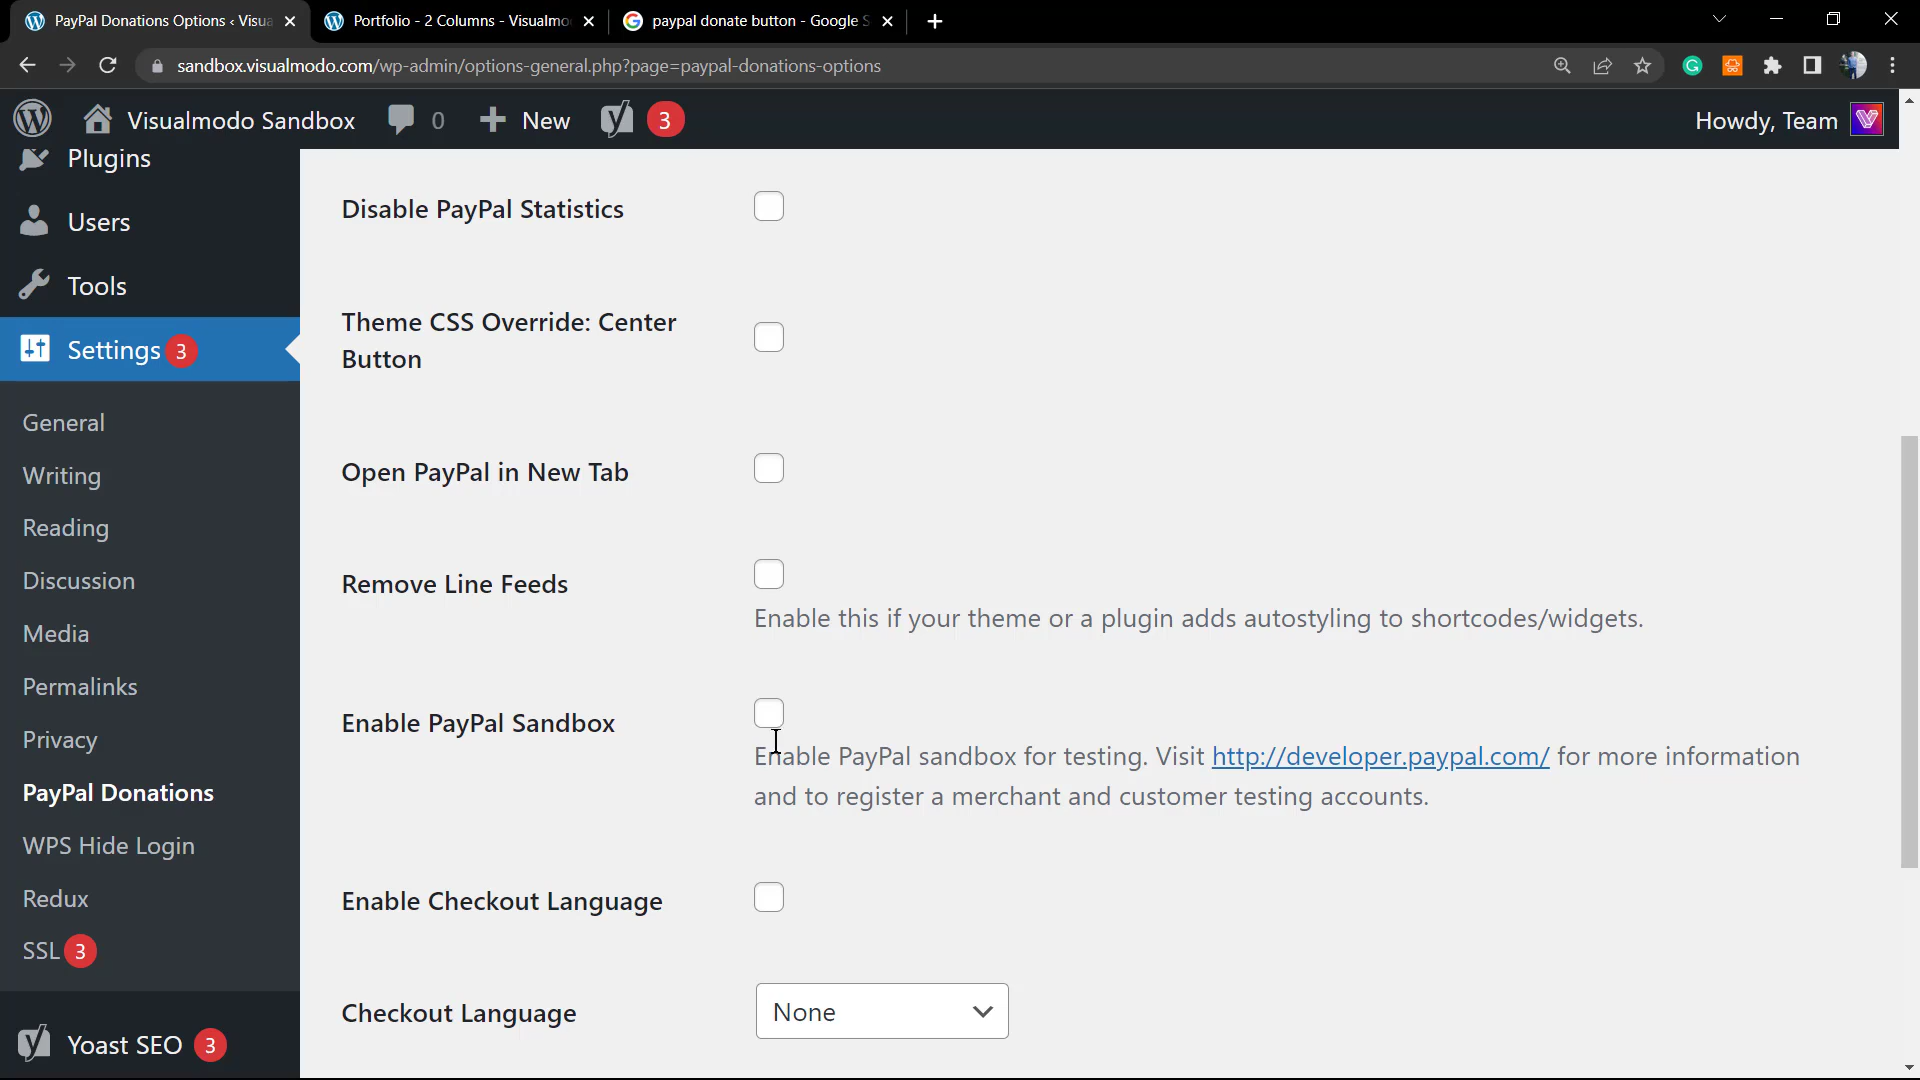 PayPal Donations Options ‹ Visua
Portfolio - 2 Columns - Visualmo
paypal donate button - Google S
sandbox.visualmodo.com/wp-admin/options-general.php?page=paypal-donations-options
Visualmodo Sandbox
0
New
3
Howdy, Team
Plugins
Users
Tools
Settings 3
General
Writing
Reading
Discussion
Media
Permalinks
Privacy
PayPal Donations
WPS Hide Login
Redux
SSL 3
Yoast SEO 3
Disable PayPal Statistics
Theme CSS Override: Center
Button
Open PayPal in New Tab
Remove Line Feeds
Enable this if your theme or a plugin adds autostyling to shortcodes/widgets.
Enable PayPal Sandbox
Enable PayPal sandbox for testing. Visit http://developer.paypal.com/ for more information
and to register a merchant and customer testing accounts.
Enable Checkout Language
Checkout Language
None